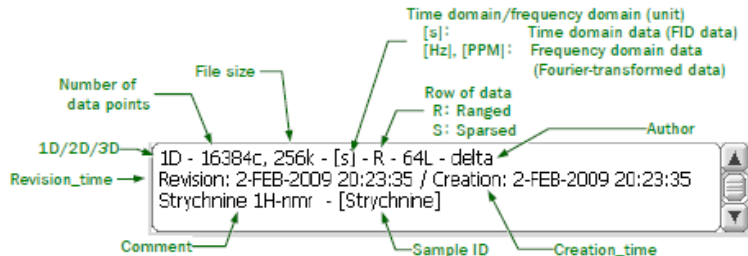 Time domain/frequency domain (unit)
[s]: Time domain data (FID data)
[Hz], [PPM]: Frequency domain data
(Fourier-transformed data)
Number of
data points
File size
Row of data
R: Ranged
S: Sparsed
Author
1D/2D/3D
1D - 16384c, 256k - [s] - R - 64L - delta
Revision_time
Revision: 2-FEB-2009 20:23:35 / Creation: 2-FEB-2009 20:23:35
Strychnine 1H-nmr - [Strychnine]
Comment
Sample ID
Creation_time